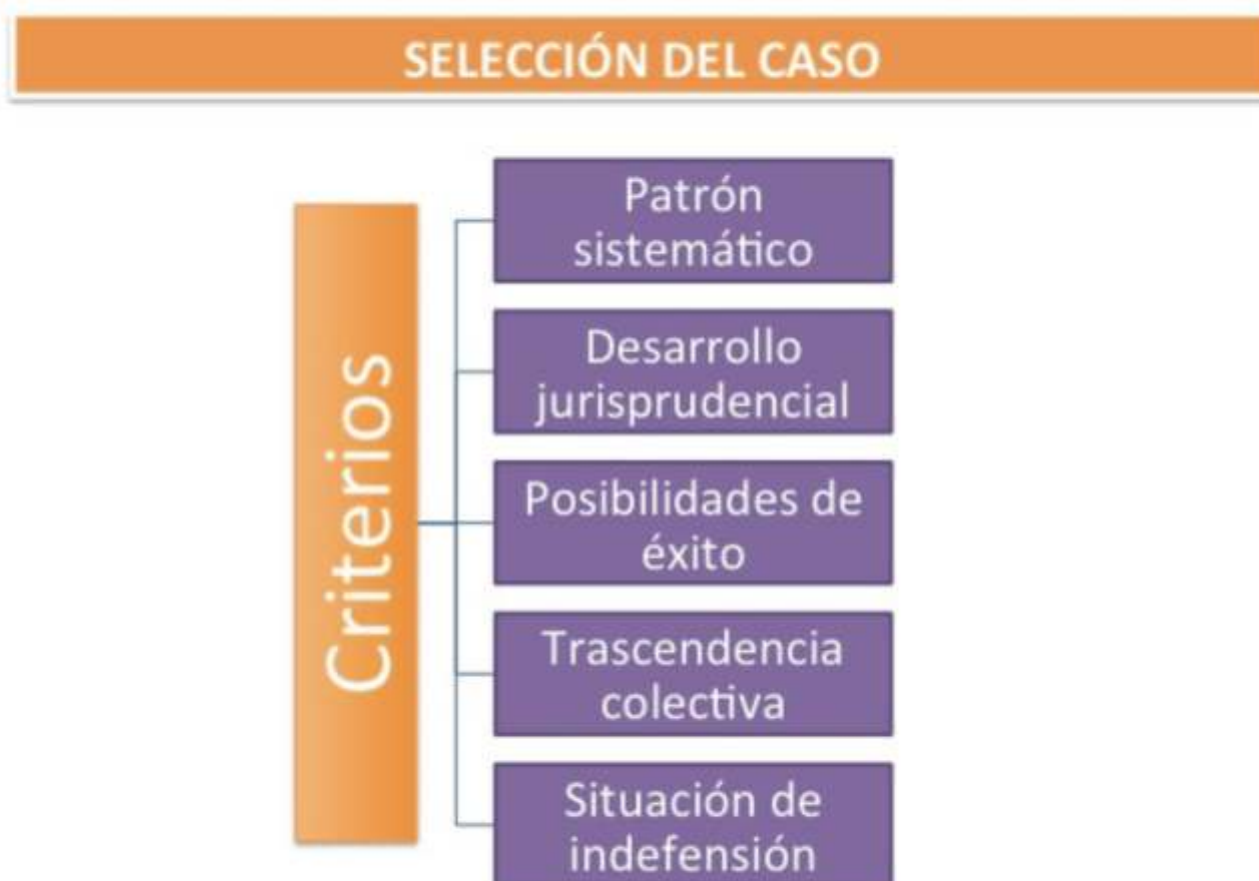 SELECCIÓN DEL CASO
Criterios
Patrón
sistemático
Desarrollo
jurisprudencial
Posibilidades de
éxito
Trascendencia
colectiva
Situación de
indefensión